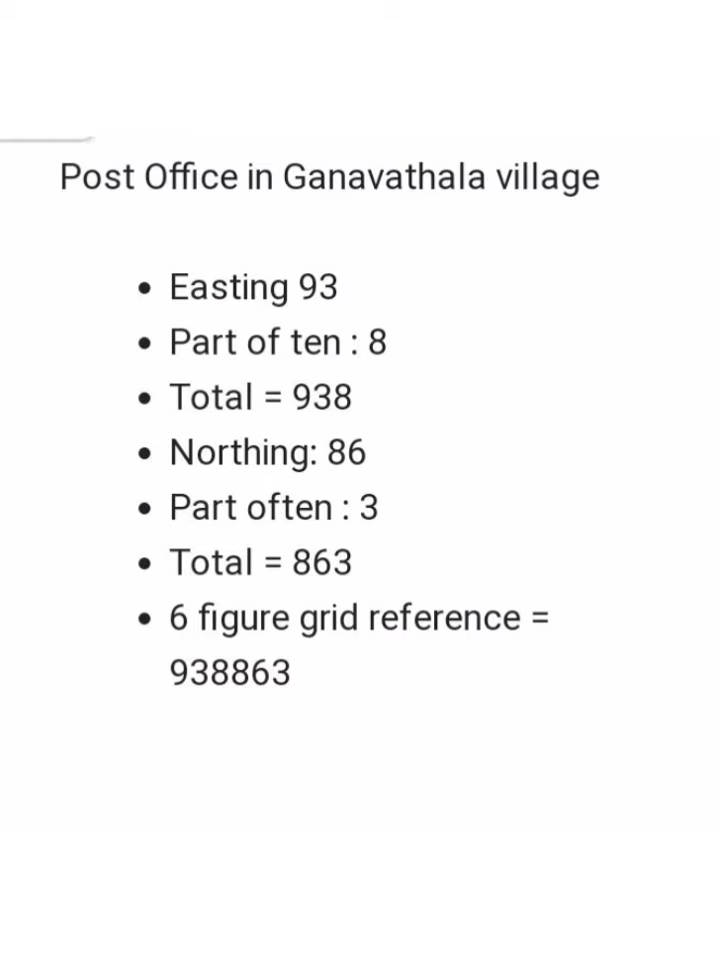 Post Office in Ganavathala village
• Easting 93
• Part of ten : 8
• Total = 938
• Northing: 86
• Part often : 3
• Total = 863
• 6 figure grid reference =
938863